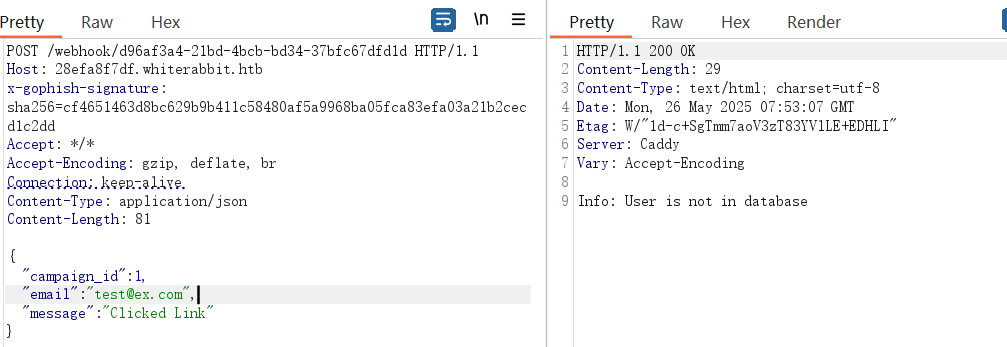 Pretty Raw Hex
\n
POST /webhook/d96af3a4-21bd-4bcb-bd34-37bfc67dfd1d HTTP/1.1
Host: 28efa8f7df.whiterabbit.htb
x-gophish-signature:
sha256=cf4651463d8bc629b9b411c58480af5a9968ba05fca83efa03a21b2cec
d1c2dd
Accept: */*
Accept-Encoding: gzip, deflate, br
Connection: keep-alive
Content-Type: application/json
Content-Length: 81
{
"campaign_id":1,
"email":"test@ex.com",
"message":"Clicked Link"
}
Pretty Raw Hex Render
1 HTTP/1.1 200 OK
2 Content-Length: 29
3 Content-Type: text/html; charset=utf-8
4 Date: Mon, 26 May 2025 07:53:07 GMT
5 Etag: W/"1d-c+SgTmm7aoV3zT83YV1LE+EDHLI"
6 Server: Caddy
7 Vary: Accept-Encoding
8
9 Info: User is not in database